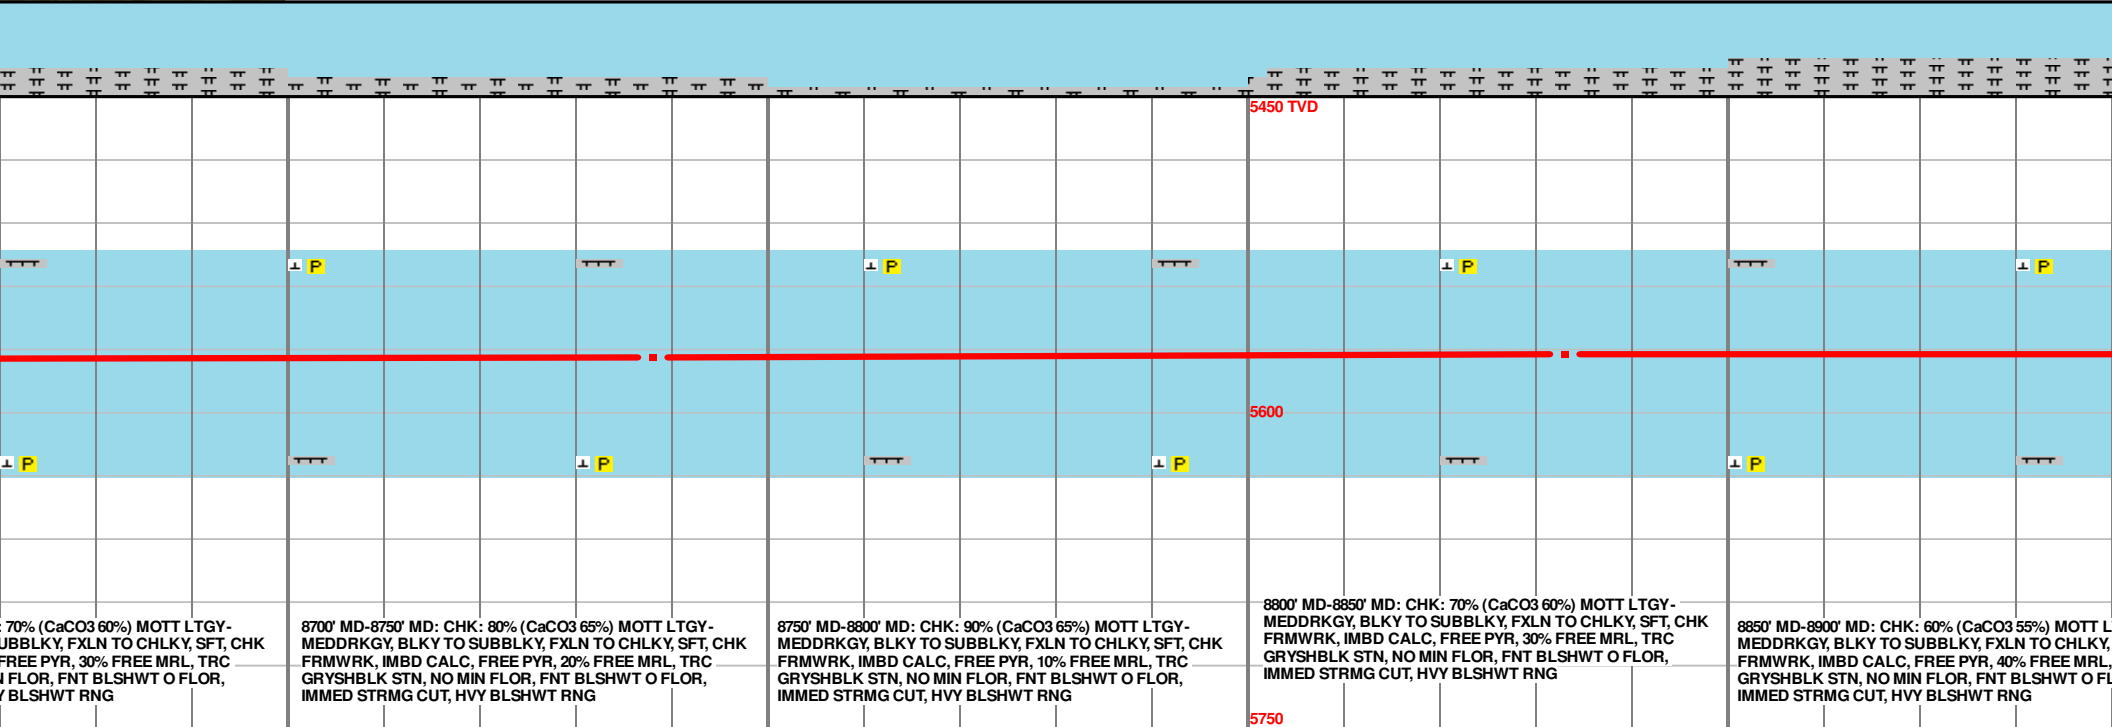 5450 TVD
P
P
P
P
5600
P
P
P
P
: 70% (CaCO3 60%) MOTT LTGY-
UBBLKY, FXLN TO CHLKY, SFT, CHK
FREE PYR, 30% FREE MRL, TRC
N FLOR, FNT BLSHWT O FLOR,
Y BLSHWT RNG
8700' MD-8750' MD: CHK: 80% (CaCO3 65%) MOTT LTGY-
MEDDRKGY, BLKY TO SUBBLKY, FXLN TO CHLKY, SFT, CHK
FRMWRK, IMBD CALC, FREE PYR, 20% FREE MRL, TRC
GRYSHBLK STN, NO MIN FLOR, FNT BLSHWT O FLOR,
IMMED STRMG CUT, HVY BLSHWT RNG
8750' MD-8800' MD: CHK: 90% (CaCO3 65%) MOTT LTGY-
MEDDRKGY, BLKY TO SUBBLKY, FXLN TO CHLKY, SFT, CHK
FRMWRK, IMBD CALC, FREE PYR, 10% FREE MRL, TRC
GRYSHBLK STN, NO MIN FLOR, FNT BLSHWT O FLOR,
IMMED STRMG CUT, HVY BLSHWT RNG
8800' MD-8850' MD: CHK: 70% (CaCO3 60%) MOTT LTGY-
MEDDRKGY, BLKY TO SUBBLKY, FXLN TO CHLKY, SFT, CHK
FRMWRK, IMBD CALC, FREE PYR, 30% FREE MRL, TRC
GRYSHBLK STN, NO MIN FLOR, FNT BLSHWT O FLOR,
IMMED STRMG CUT, HVY BLSHWT RNG
8850' MD-8900' MD: CHK: 60% (CaCO3 55%) MOTT L
MEDDRKGY, BLKY TO SUBBLKY, FXLN TO CHLKY,
FRMWRK, IMBD CALC, FREE PYR, 40% FREE MRL,
GRYSHBLK STN, NO MIN FLOR, FNT BLSHWT O FL
IMMED STRMG CUT, HVY BLSHWT RNG
5750